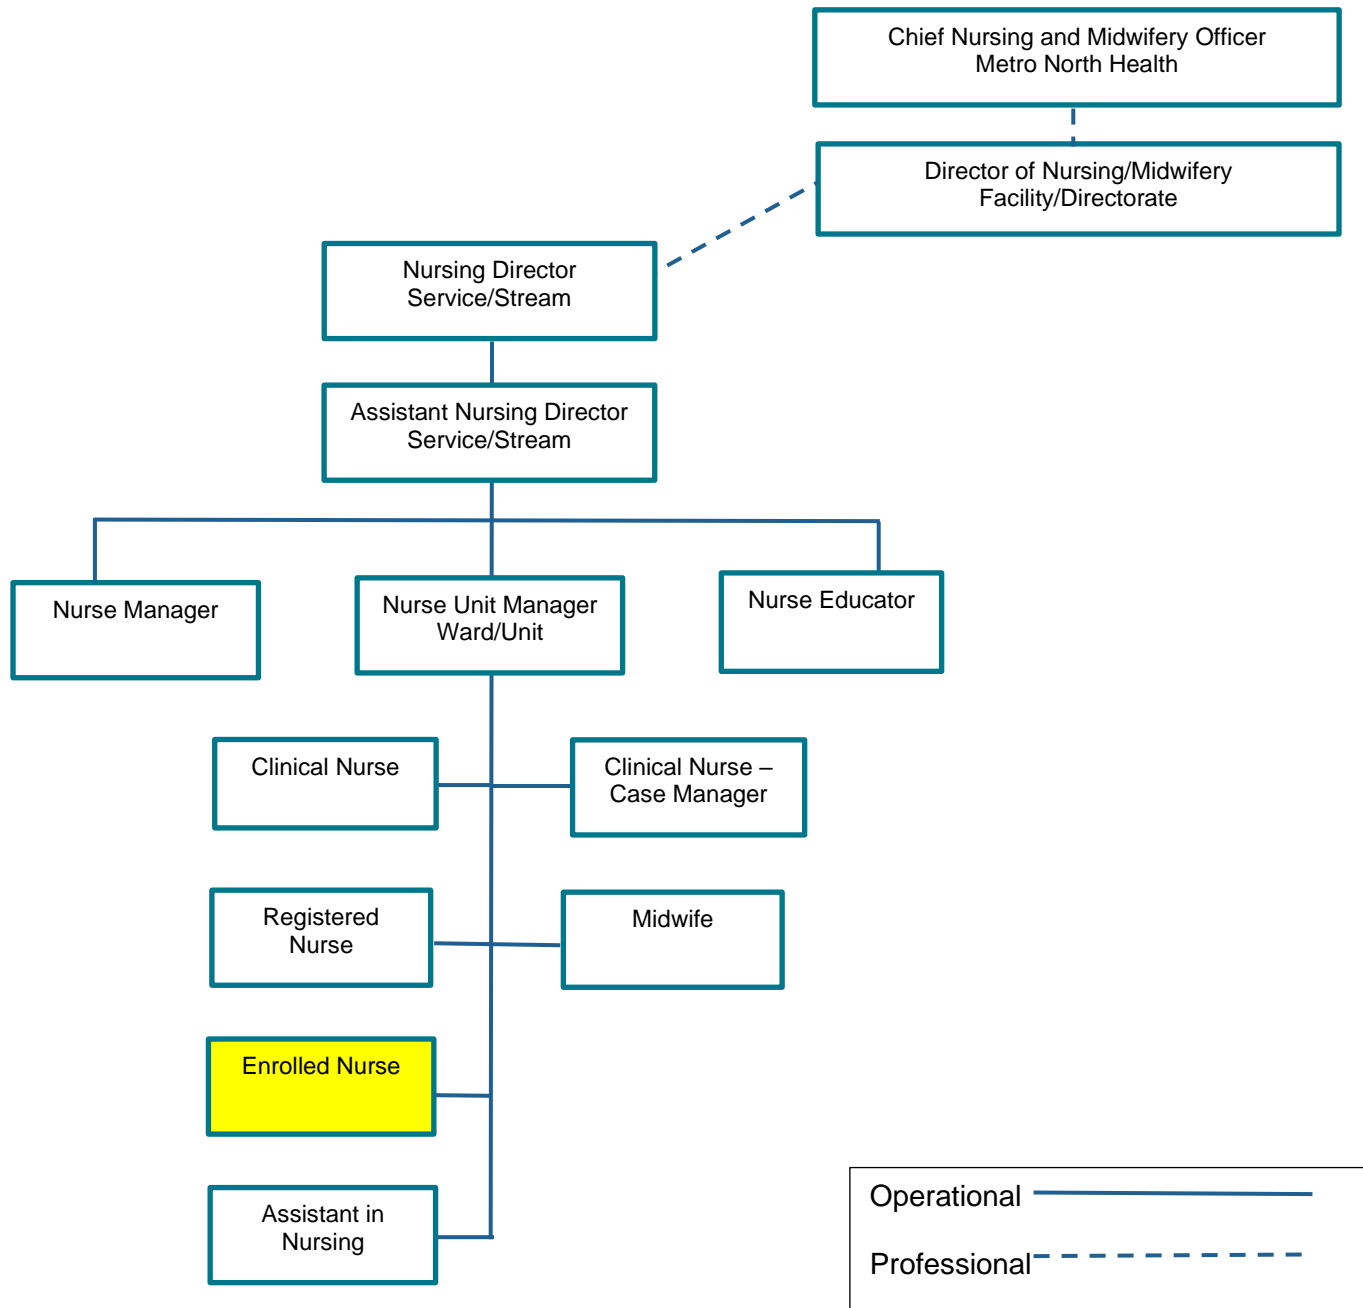 Chief Nursing and Midwifery Officer
Metro North Health
Director of Nursing/Midwifery
Facility/Directorate
Nursing Director
Service/Stream
Assistant Nursing Director
Service/Stream
Nurse Manager
Nurse Unit Manager
Ward/Unit
Nurse Educator
Clinical Nurse
Clinical Nurse –
Case Manager
Registered
Nurse
Midwife
Enrolled Nurse
Assistant in
Nursing
Operational
Professional